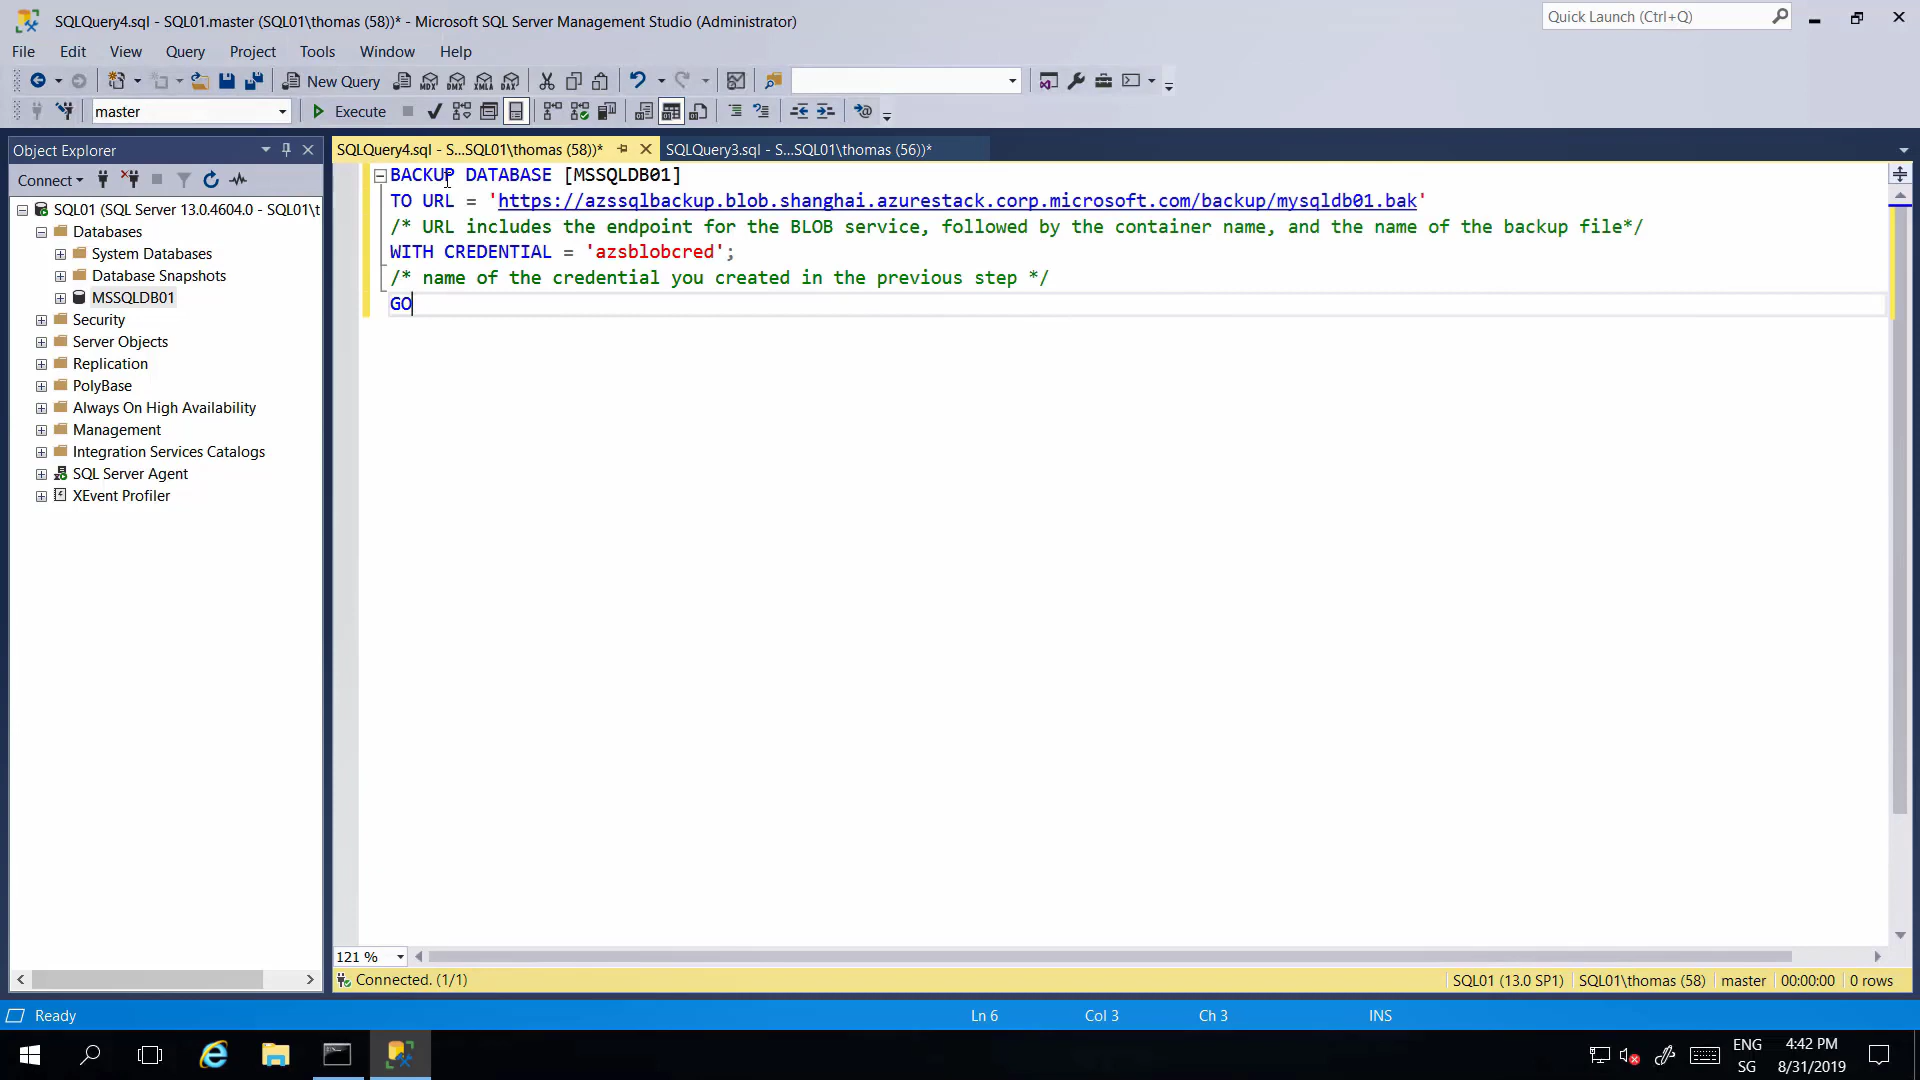 SQLQuery4.sql - SQL01.master (SQL01\thomas (58))* - Microsoft SQL Server Management Studio (Administrator)
Quick Launch (Ctrl+Q)
File Edit View Query Project Tools Window Help
New Query
MDX DMX XMLA DAX
master
Execute
Object Explorer
SQLQuery4.sql - S...SQL01\thomas (58))*
SQLQuery3.sql - S...SQL01\thomas (56))*
Connect
SQL01 (SQL Server 13.0.4604.0 - SQL01\t
Databases
System Databases
Database Snapshots
MSSQLDB01
Security
Server Objects
Replication
PolyBase
Always On High Availability
Management
Integration Services Catalogs
SQL Server Agent
XEvent Profiler
BACKUP DATABASE [MSSQLDB01]
TO URL = 'https://azssqlbackup.blob.shanghai.azurestack.corp.microsoft.com/backup/mysqldb01.bak'
/* URL includes the endpoint for the BLOB service, followed by the container name, and the name of the backup file*/
WITH CREDENTIAL = 'azsblobcred';
/* name of the credential you created in the previous step */
GO
121 %
Connected. (1/1)
SQL01 (13.0 SP1) SQL01\thomas (58) master 00:00:00 0 rows
Ready
Ln 6 Col 3 Ch 3 INS
ENG
SG
4:42 PM
8/31/2019